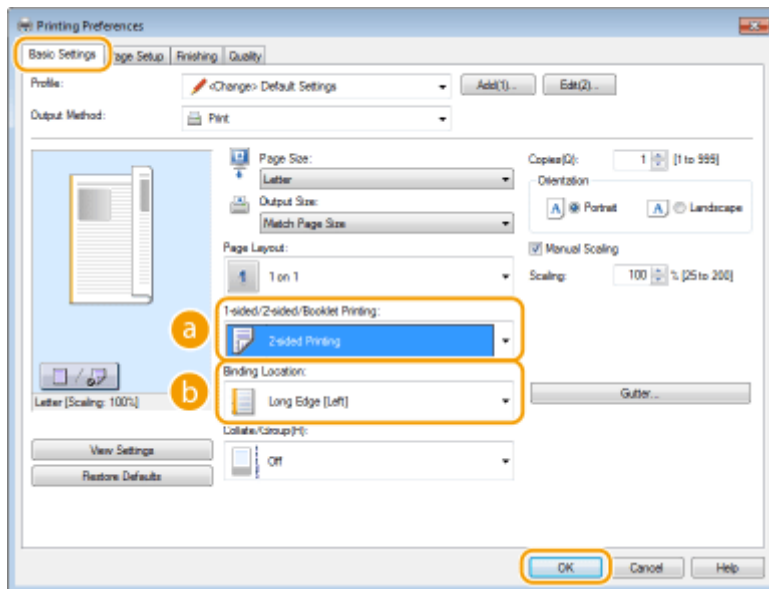 Printing Preferences
Basic Settings Page Setup Finishing Quality
Profile: <Change> Default Settings Add(1)... Edit(2)...
Output Method: Print
Page Size:
Letter
Output Size:
Match Page Size
Copies(Q): 1 [1 to 999]
Orientation
A Portrait A Landscape
Page Layout:
1 1 on 1
Manual Scaling
Scaling: 100 % [25 to 200]
a
1-sided/2-sided/Booklet Printing:
2-sided Printing
b
Binding Location:
Long Edge [Left]
Gutter...
Letter [Scaling: 100%]
Collate/Group(H):
Off
View Settings
Restore Defaults
OK Cancel Help